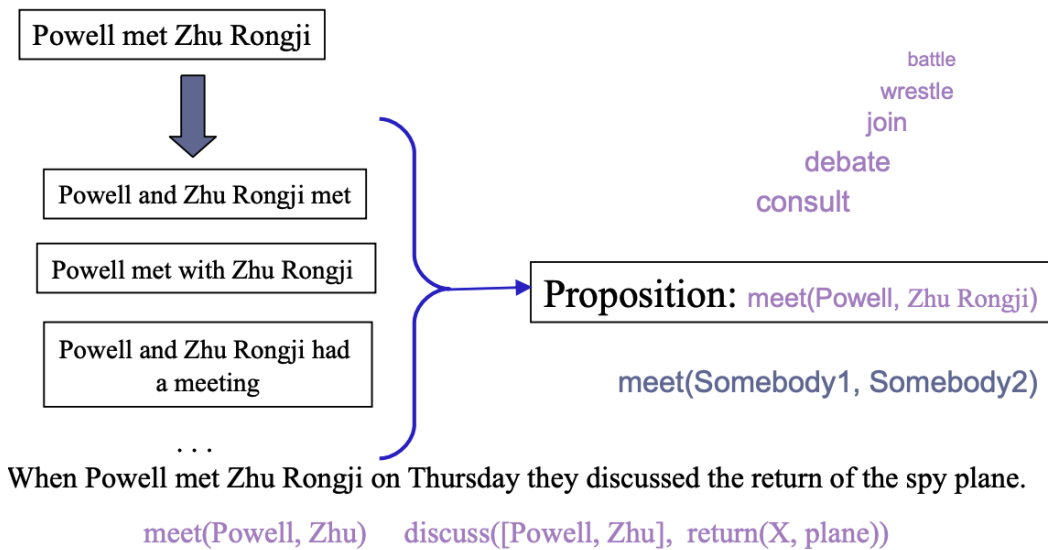 Powell met Zhu Rongji
battle
wrestle
join
debate
consult
Powell and Zhu Rongji met
Powell met with Zhu Rongji
Proposition: meet(Powell, Zhu Rongji)
Powell and Zhu Rongji had
a meeting
meet(Somebody1, Somebody2)
. . .
When Powell met Zhu Rongji on Thursday they discussed the return of the spy plane.
meet(Powell, Zhu) discuss([Powell, Zhu], return(X, plane))